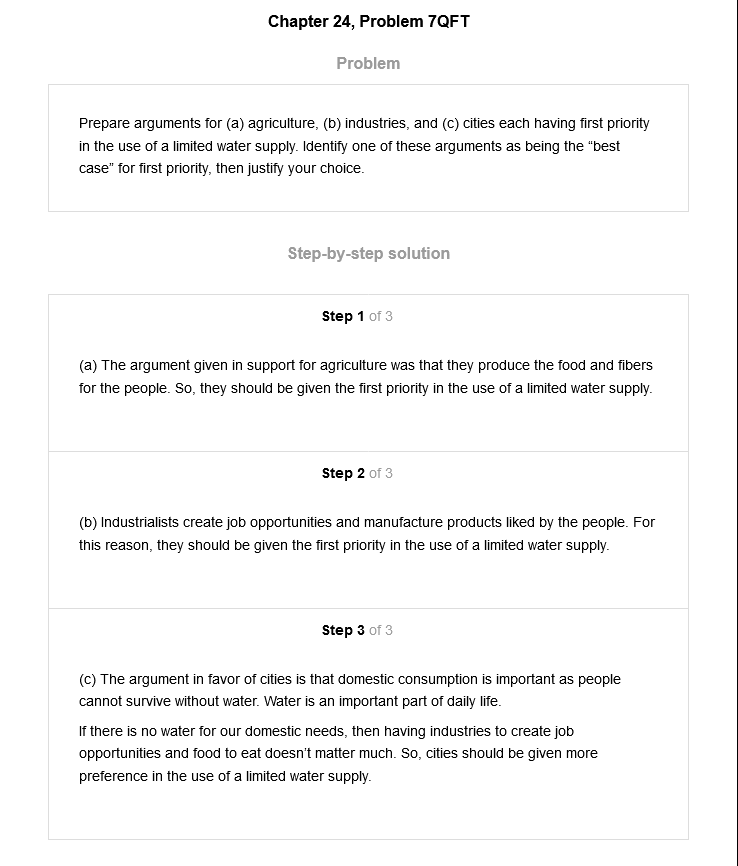 Chapter 24, Problem 7QFT
Problem
Prepare arguments for (a) agriculture, (b) industries, and (c) cities each having first priority
in the use of a limited water supply. Identify one of these arguments as being the “best
case” for first priority, then justify your choice.
Step-by-step solution
Step 1 of 3
(a) The argument given in support for agriculture was that they produce the food and fibers
for the people. So, they should be given the first priority in the use of a limited water supply.
Step 2 of 3
(b) Industrialists create job opportunities and manufacture products liked by the people. For
this reason, they should be given the first priority in the use of a limited water supply.
Step 3 of 3
(c) The argument in favor of cities is that domestic consumption is important as people
cannot survive without water. Water is an important part of daily life.
If there is no water for our domestic needs, then having industries to create job
opportunities and food to eat doesn’t matter much. So, cities should be given more
preference in the use of a limited water supply.